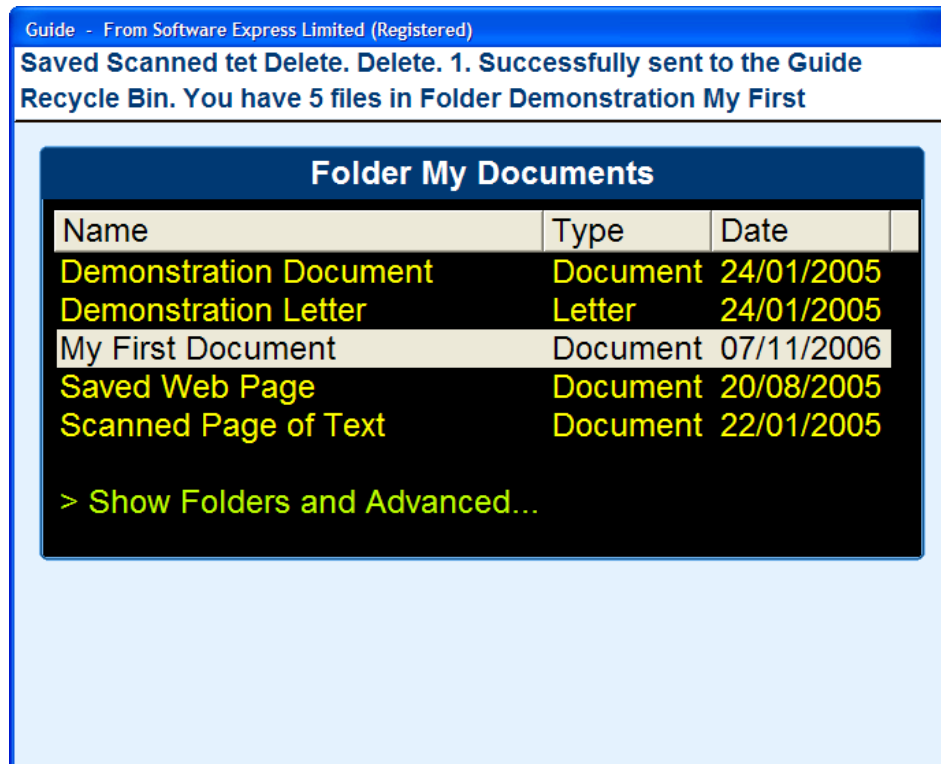 Guide - From Software Express Limited (Registered)
Saved Scanned tet Delete. Delete. 1. Successfully sent to the Guide
Recycle Bin. You have 5 files in Folder Demonstration My First
Folder My Documents
Name Type Date
Demonstration Document Document 24/01/2005
Demonstration Letter Letter 24/01/2005
My First Document Document 07/11/2006
Saved Web Page Document 20/08/2005
Scanned Page of Text Document 22/01/2005
> Show Folders and Advanced...